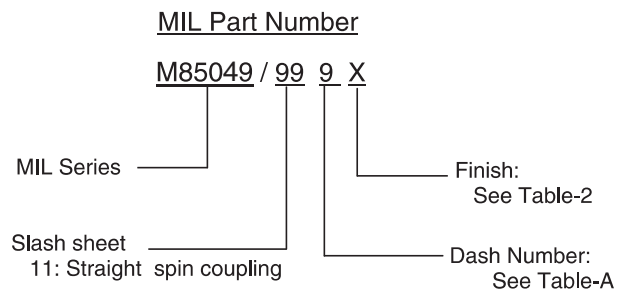 MIL Part Number
M85049 / 99 9 X
MIL Series
Finish:
See Table-2
Slash sheet
11: Straight spin coupling
Dash Number:
See Table-A